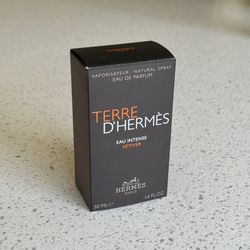 VAPORISATEUR . NATURAL SPRAY
EAU DE PARFUM
TERRE
D'HERMÈS
EAU INTENSE
VÉTIVER
HERMÈS
PARIS
50 ML℮ 1.6 FL.OZ.